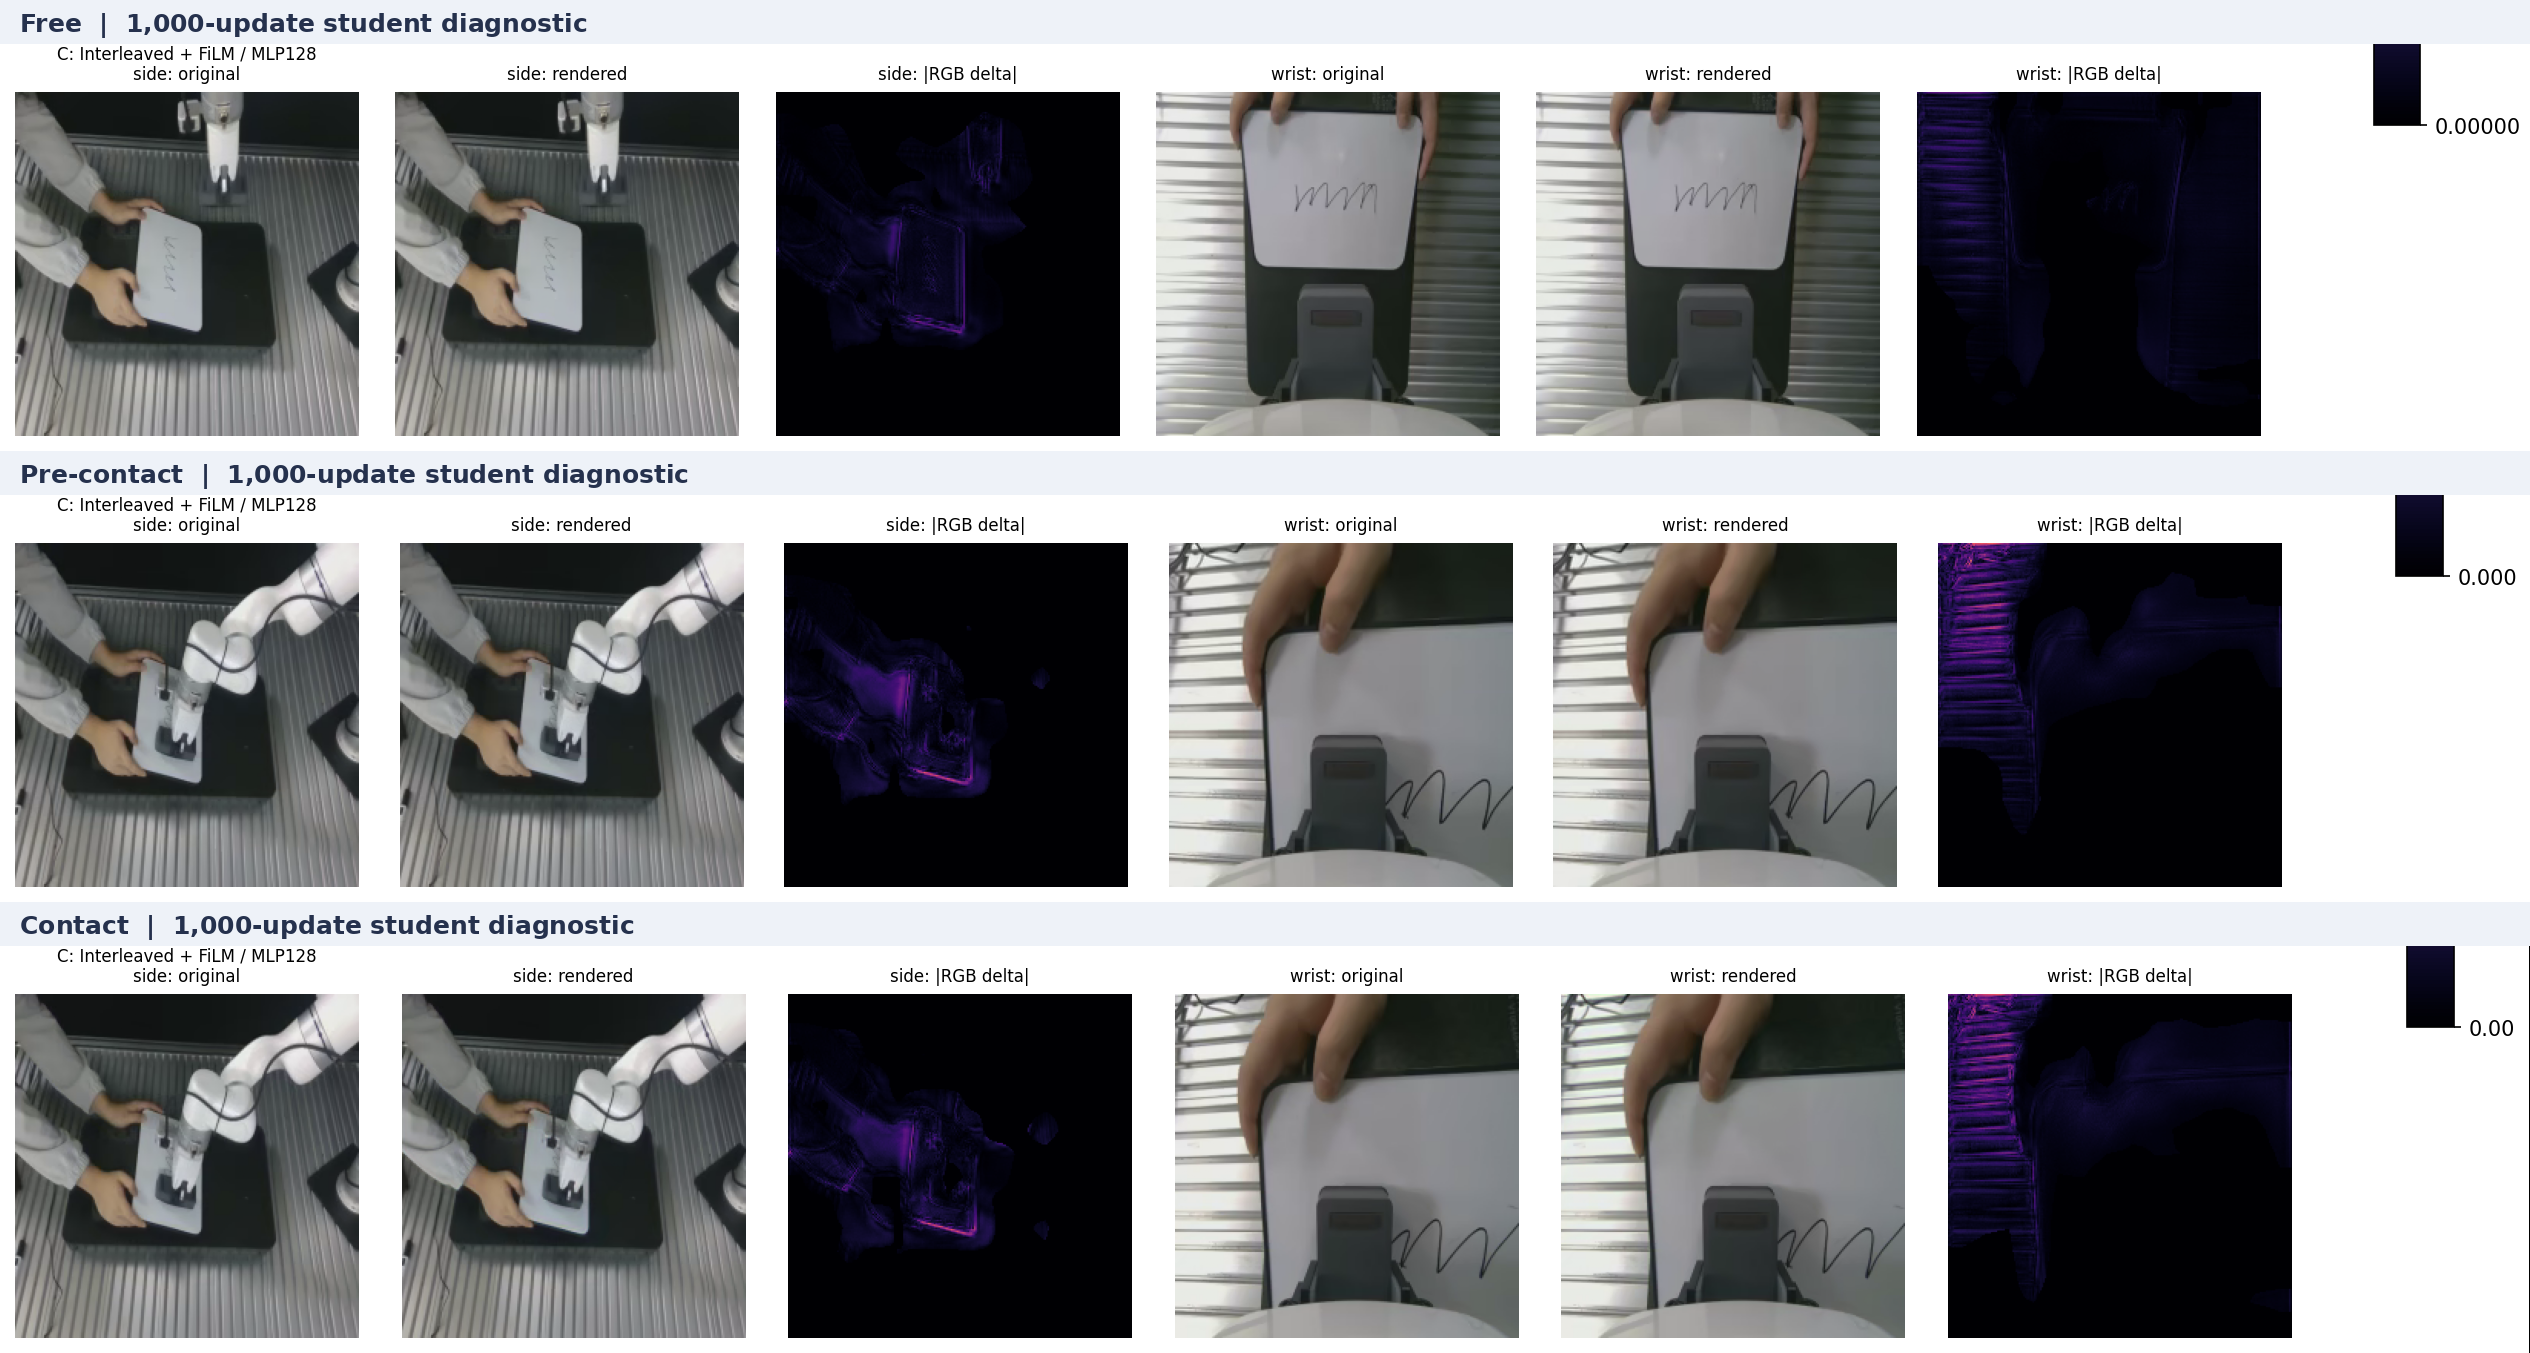 Free | 1,000-update student diagnostic
C: Interleaved + FiLM / MLP128
side: original
side: rendered
side: |RGB delta|
wrist: original
wrist: rendered
wrist: |RGB delta|
0.00000
Pre-contact | 1,000-update student diagnostic
C: Interleaved + FiLM / MLP128
side: original
side: rendered
side: |RGB delta|
wrist: original
wrist: rendered
wrist: |RGB delta|
0.000
Contact | 1,000-update student diagnostic
C: Interleaved + FiLM / MLP128
side: original
side: rendered
side: |RGB delta|
wrist: original
wrist: rendered
wrist: |RGB delta|
0.00